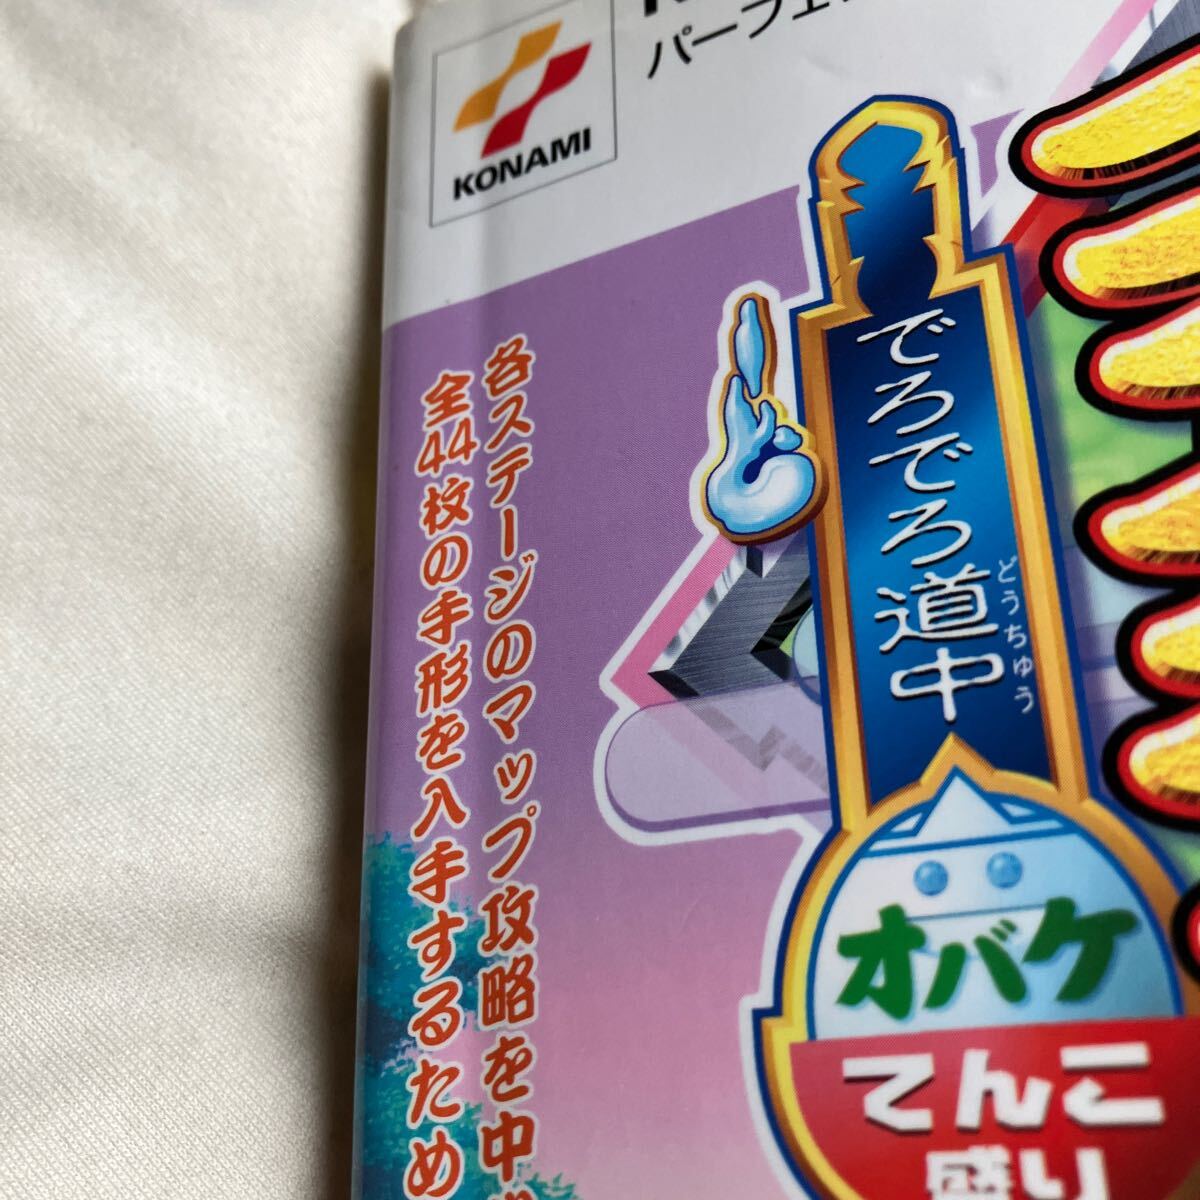 KONAMI
パーフェ
でろでろ道中
どうちゅう
各ステージのマップ攻略を中
全44枚の手形を入手するため
オバケ
てんこ
盛り